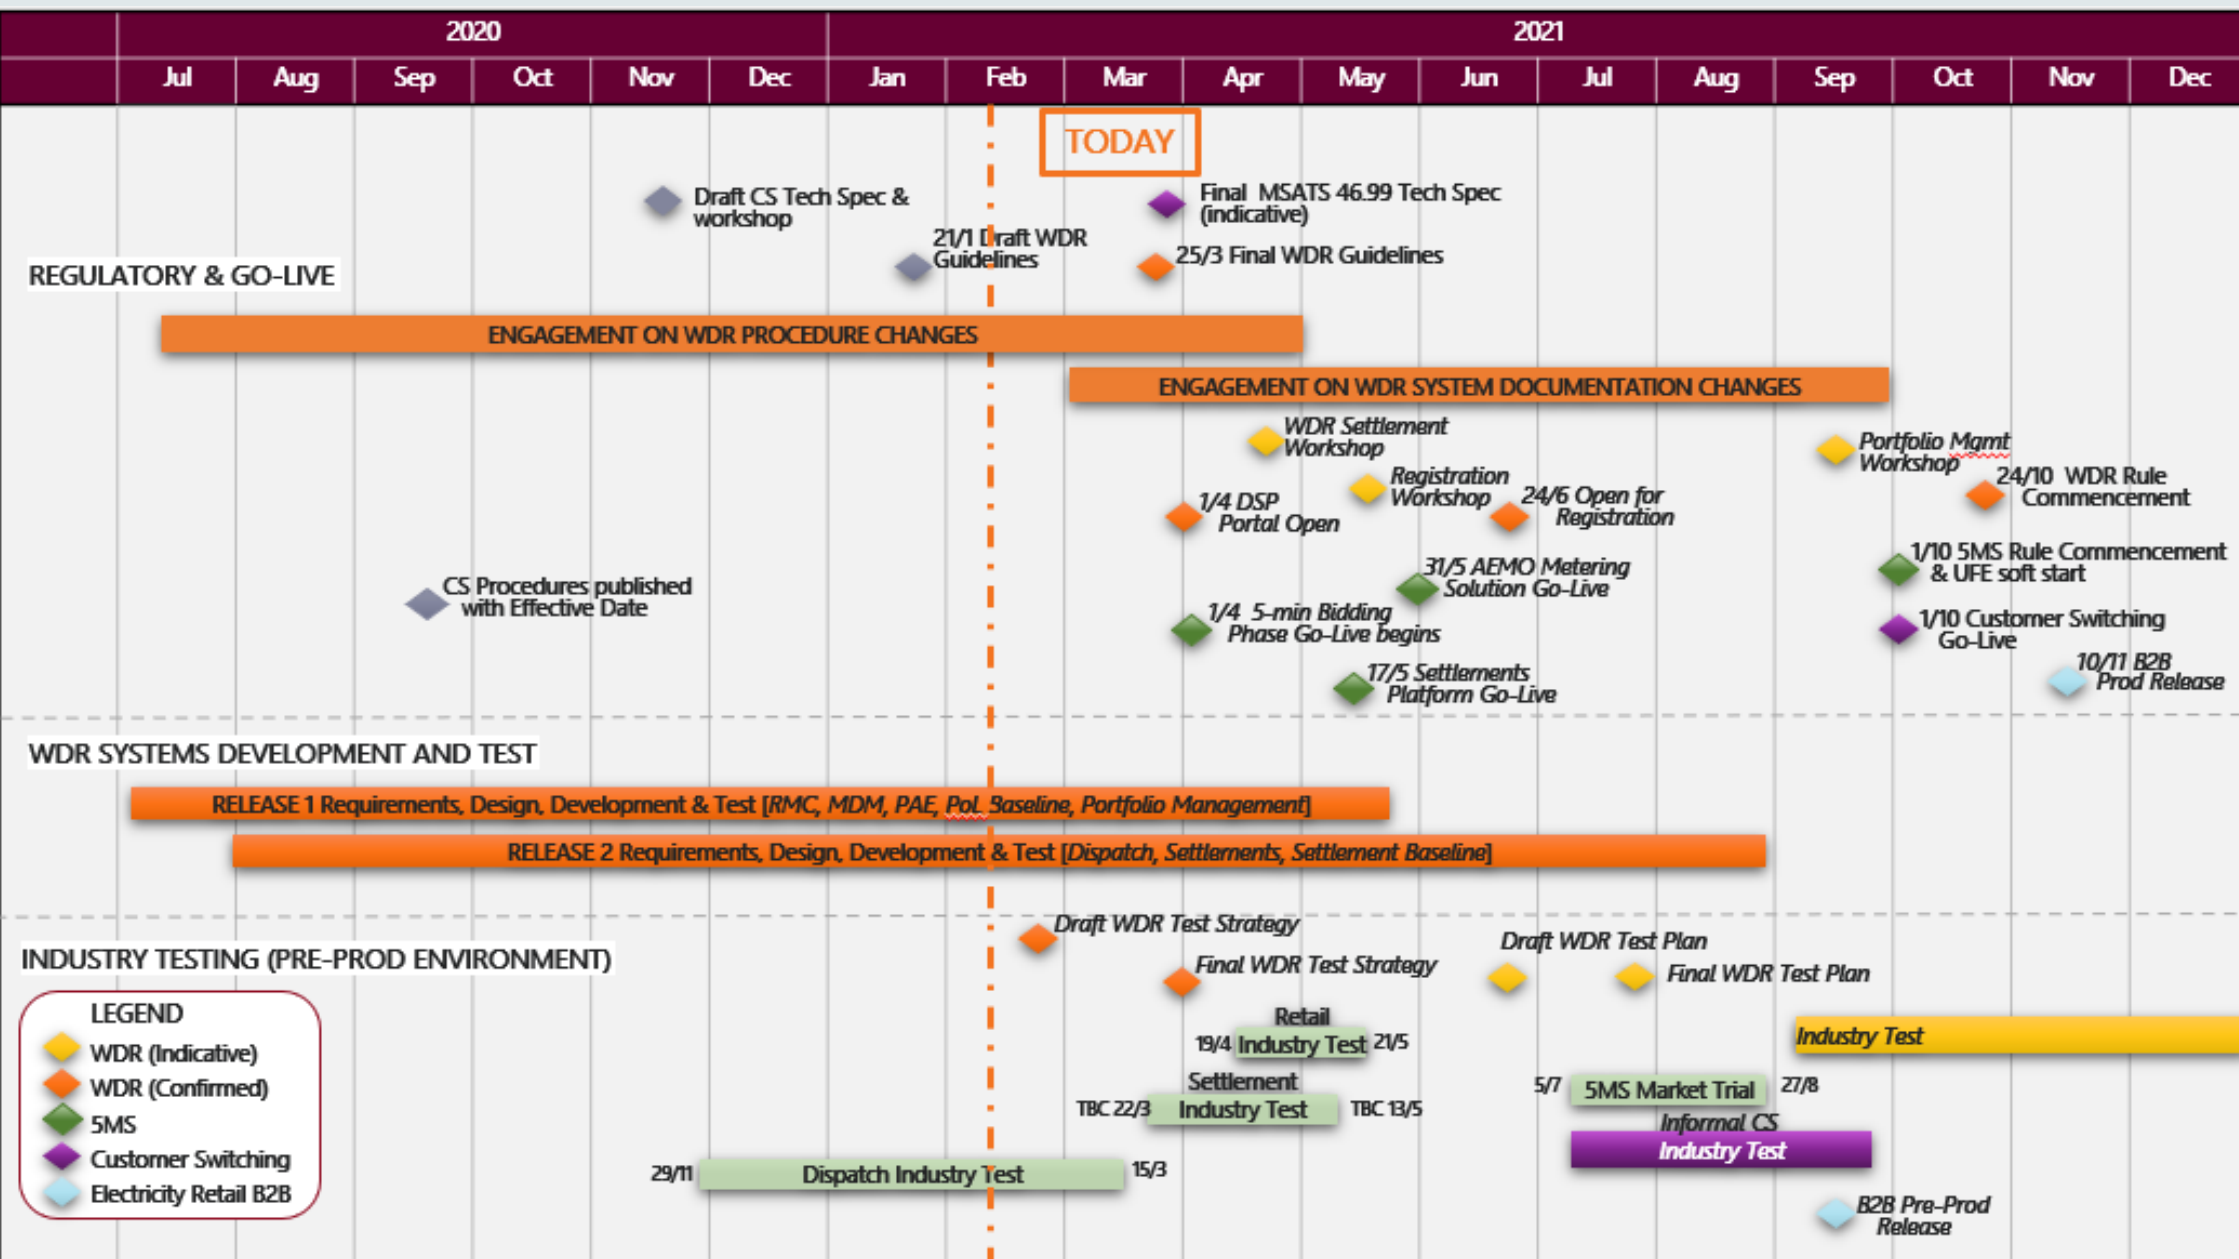 2020
2021
Jul
Aug
Sep
Oct
Nov
Dec
Jan
Feb
Mar
Apr
May
Jun
Jul
Aug
Sep
Oct
Nov
Dec
TODAY
Draft CS Tech Spec &
workshop
Final MSATS 46.99 Tech Spec
(indicative)
21/1 Draft WDR
Guidelines
25/3 Final WDR Guidelines
REGULATORY & GO-LIVE
ENGAGEMENT ON WDR PROCEDURE CHANGES
ENGAGEMENT ON WDR SYSTEM DOCUMENTATION CHANGES
WDR Settlement
Workshop
Portfolio Mgmt
Workshop
Registration
Workshop
24/10 WDR Rule
Commencement
1/4 DSP
Portal Open
24/6 Open for
Registration
1/10 5MS Rule Commencement
& UFE soft start
31/5 AEMO Metering
Solution Go-Live
CS Procedures published
with Effective Date
1/4 5-min Bidding
Phase Go-Live begins
1/10 Customer Switching
Go-Live
17/5 Settlements
Platform Go-Live
10/11 B2B
Prod Release
WDR SYSTEMS DEVELOPMENT AND TEST
RELEASE 1 Requirements, Design, Development & Test [RMC, MDM, PAE, PoL Baseline, Portfolio Management]
RELEASE 2 Requirements, Design, Development & Test [Dispatch, Settlements, Settlement Baseline]
INDUSTRY TESTING (PRE-PROD ENVIRONMENT)
Draft WDR Test Strategy
Final WDR Test Strategy
Draft WDR Test Plan
Final WDR Test Plan
Retail
19/4 Industry Test 21/5
Industry Test
Settlement
TBC 22/3 Industry Test TBC 13/5
5/7 5MS Market Trial 27/8
Informal CS
Industry Test
29/11 Dispatch Industry Test 15/3
B2B Pre-Prod
Release
LEGEND
WDR (Indicative)
WDR (Confirmed)
5MS
Customer Switching
Electricity Retail B2B